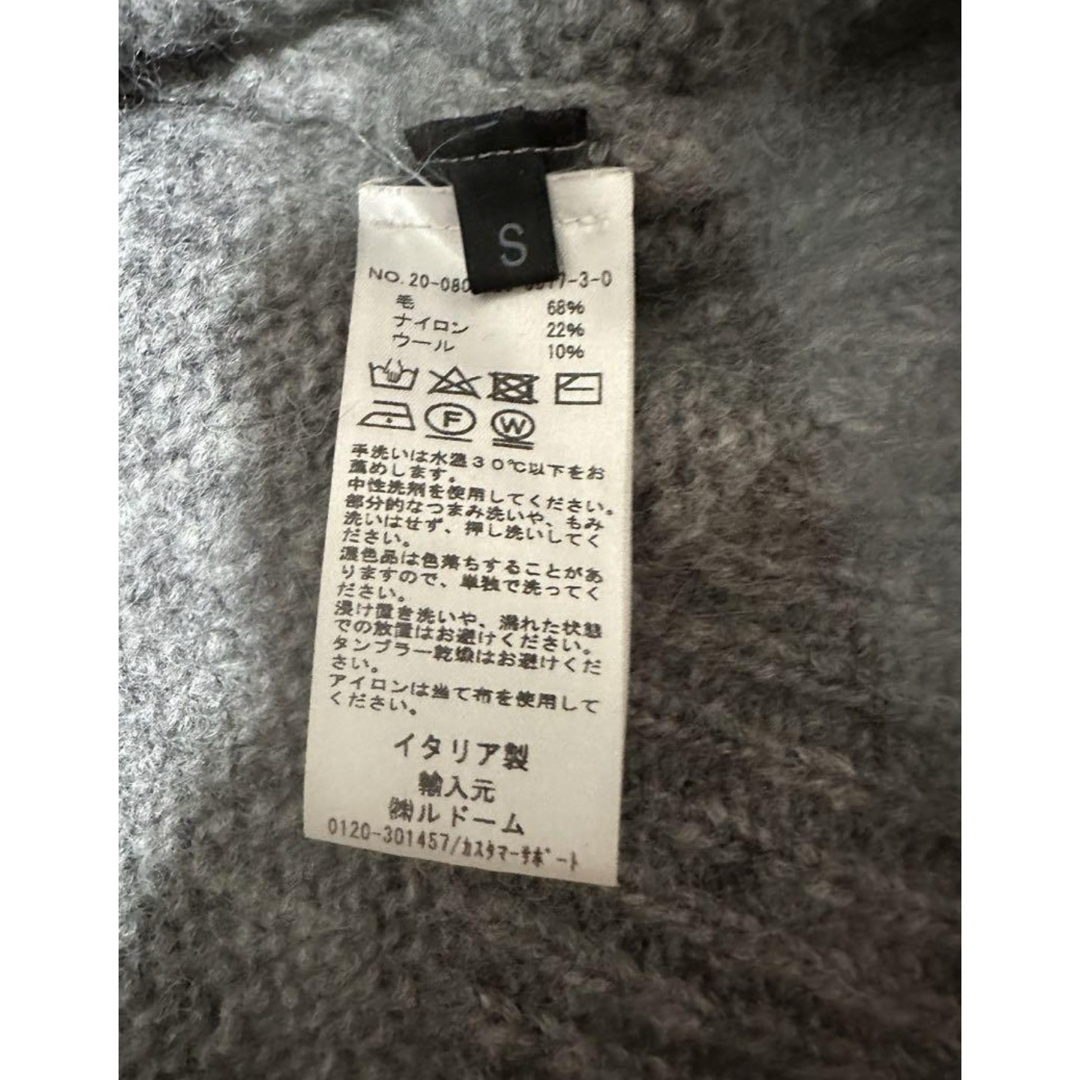 S
NO.20-080 77-3-0
毛 68%
ナイロン 22%
ウール 10%
F W
手洗いは水温30℃以下をお
薦めします。
中性洗剤を使用してください。
部分的なつまみ洗いや、もみ
洗いはせず、押し洗いしてく
ださい。
濃色品は色落ちすることがあ
りますので、単独で洗ってく
ださい。
浸け置き洗いや、濡れた状態
での放置はお避けください。
タンブラー乾燥はお避けくだ
さい。
アイロンは当て布を使用して
ください。
イタリア製
輸入元
㈱ルドーム
0120-301457/ｶｽﾀﾏｰｻﾎﾟｰﾄ